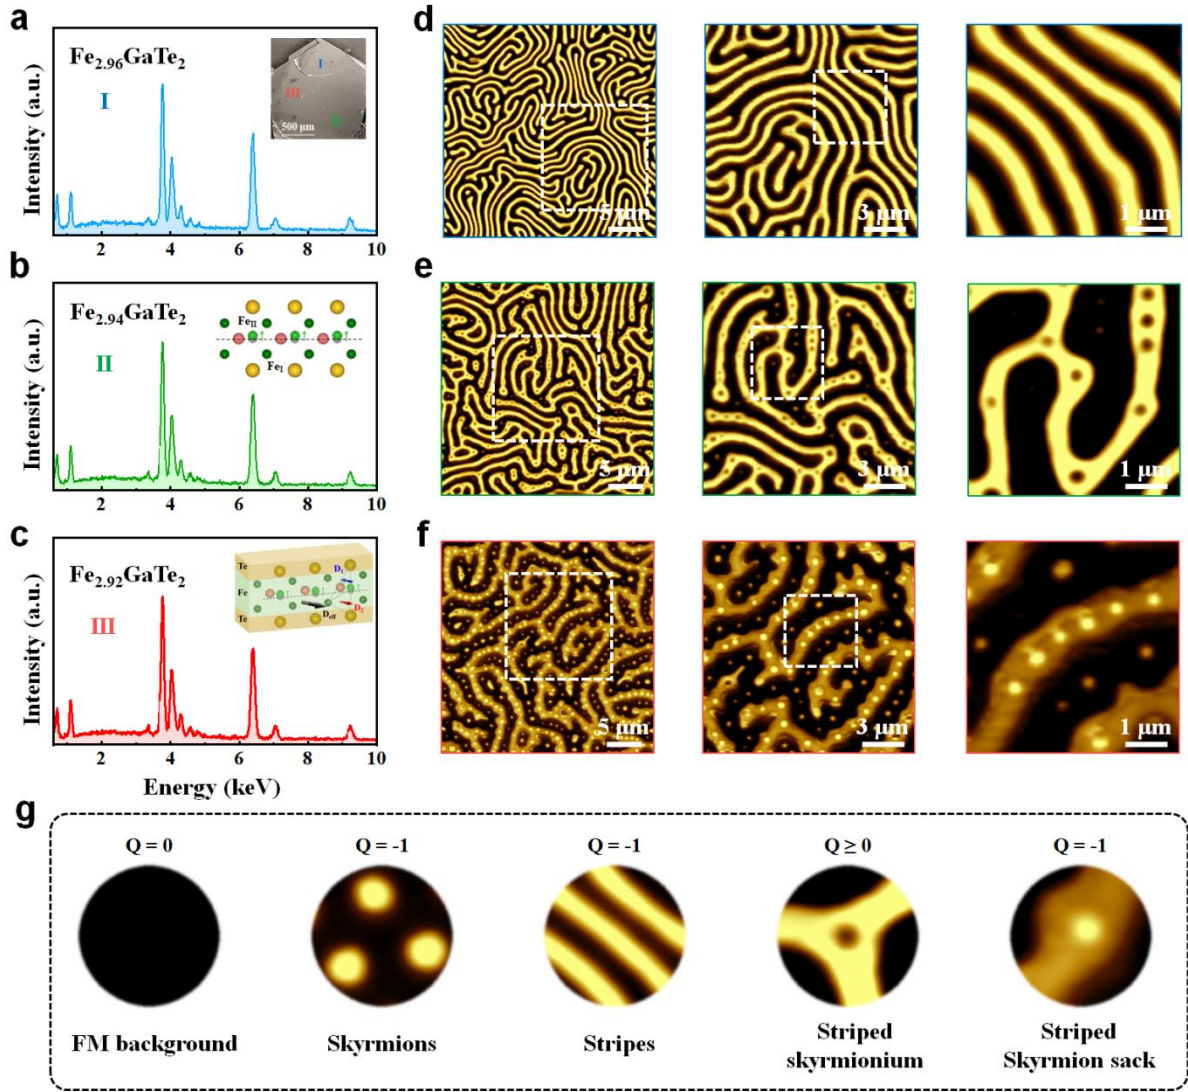 a
Fe2.96GaTe2
I
I
III
II
500 μm
Intensity (a.u.)
2 4 6 8 10
b
Fe2.94GaTe2
II
FeII
FeI
Intensity (a.u.)
2 4 6 8 10
c
Fe2.92GaTe2
III
Te
Fe
Te
D1
D2
Deff
Intensity (a.u.)
2 4 6 8 10
Energy (keV)
d
5 μm
3 μm
1 μm
e
5 μm
3 μm
1 μm
f
5 μm
3 μm
1 μm
g
Q = 0
Q = -1
Q = -1
Q ≥ 0
Q = -1
FM background
Skyrmions
Stripes
Striped
skyrmionium
Striped
Skyrmion sack